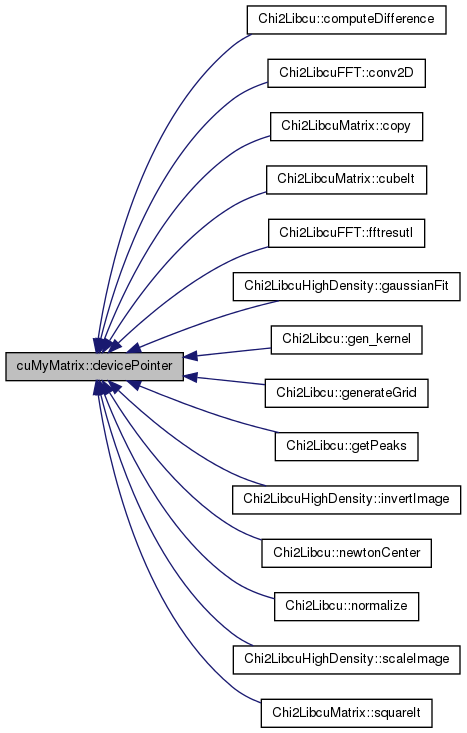 Chi2Libcu::computeDifference
Chi2LibcuFFT::conv2D
Chi2LibcuMatrix::copy
Chi2LibcuMatrix::cubeIt
Chi2LibcuFFT::fftresutl
Chi2LibcuHighDensity::gaussianFit
Chi2Libcu::gen_kernel
cuMyMatrix::devicePointer
Chi2Libcu::generateGrid
Chi2Libcu::getPeaks
Chi2LibcuHighDensity::invertImage
Chi2Libcu::newtonCenter
Chi2Libcu::normalize
Chi2LibcuHighDensity::scaleImage
Chi2LibcuMatrix::squareIt